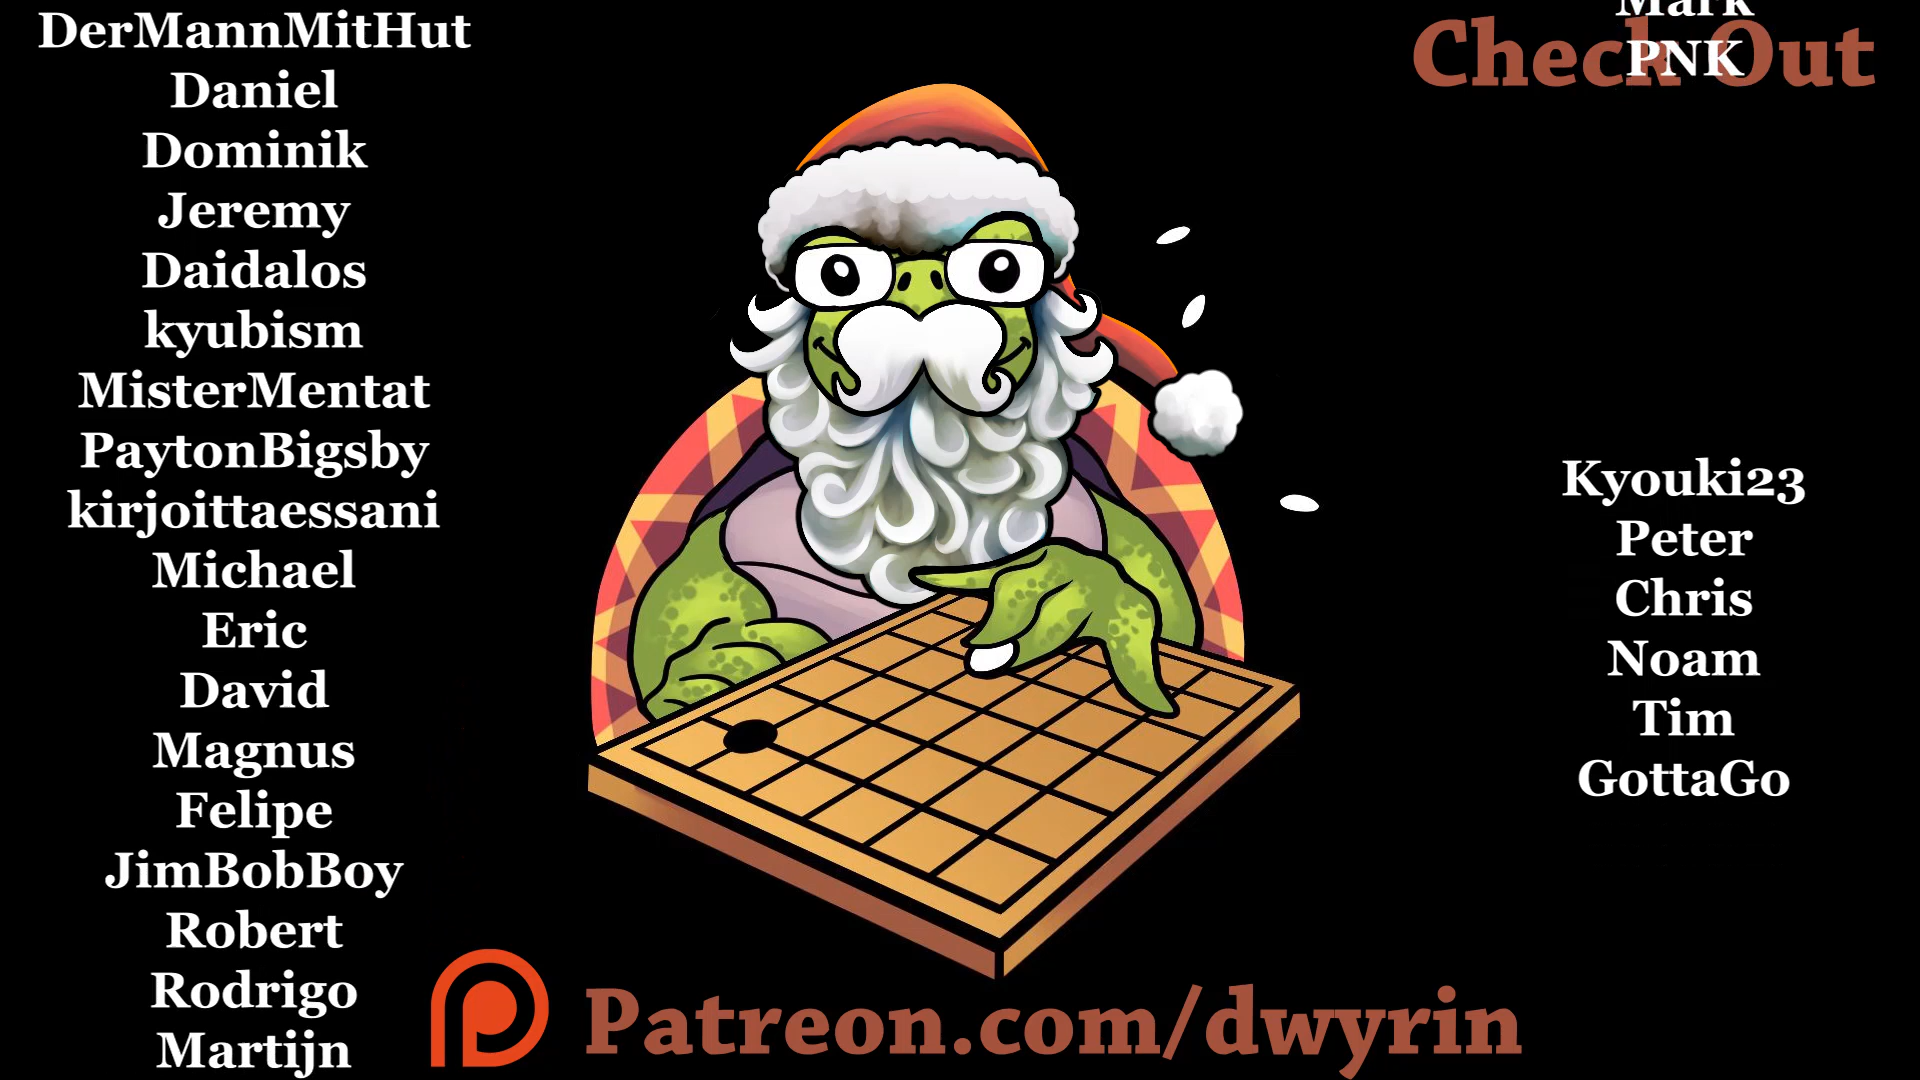 DerMannMitHut
Daniel
Dominik
Jeremy
Daidalos
kyubism
MisterMentat
PaytonBigsby
kirjoittaessani
Michael
Eric
David
Magnus
Felipe
JimBobBoy
Robert
Rodrigo
Martijn
Mark
PNK
Check Out
Kyouki23
Peter
Chris
Noam
Tim
GottaGo
Patreon.com/dwyrin